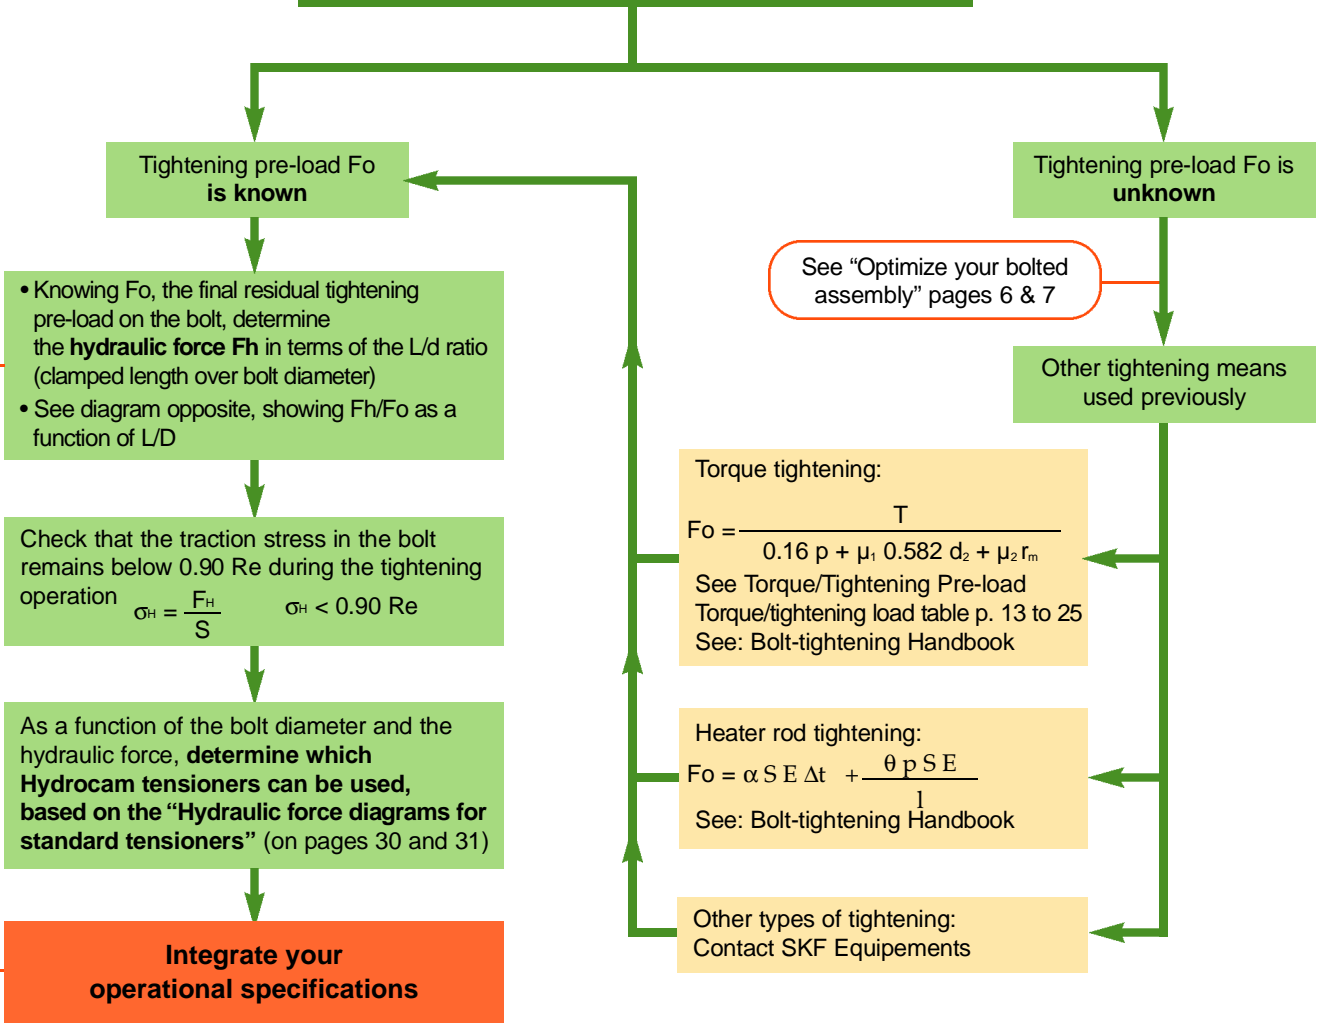 Tightening pre-load Fo
is known
• Knowing Fo, the final residual tightening
pre-load on the bolt, determine
the hydraulic force Fh in terms of the L/d ratio
(clamped length over bolt diameter)
• See diagram opposite, showing Fh/Fo as a
function of L/D
Check that the traction stress in the bolt
remains below 0.90 Re during the tightening
operation σH = FH / S σH < 0.90 Re
As a function of the bolt diameter and the
hydraulic force, determine which
Hydrocam tensioners can be used,
based on the “Hydraulic force diagrams for
standard tensioners” (on pages 30 and 31)
Integrate your
operational specifications
Tightening pre-load Fo is
unknown
See “Optimize your bolted
assembly” pages 6 & 7
Other tightening means
used previously
Torque tightening:
Fo = T / 0.16 p + µ₁ 0.582 d₂ + µ₂ rₘ
See Torque/Tightening Pre-load
Torque/tightening load table p. 13 to 25
See: Bolt-tightening Handbook
Heater rod tightening:
Fo = α S E Δt + θ p S E / l
See: Bolt-tightening Handbook
Other types of tightening:
Contact SKF Equipements